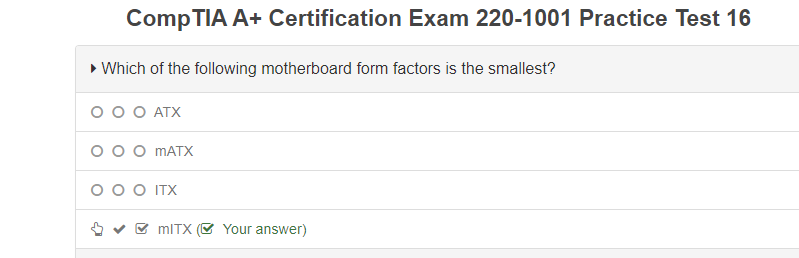 CompTIA A+ Certification Exam 220-1001 Practice Test 16
Which of the following motherboard form factors is the smallest?
ATX
mATX
ITX
mITX ( Your answer)